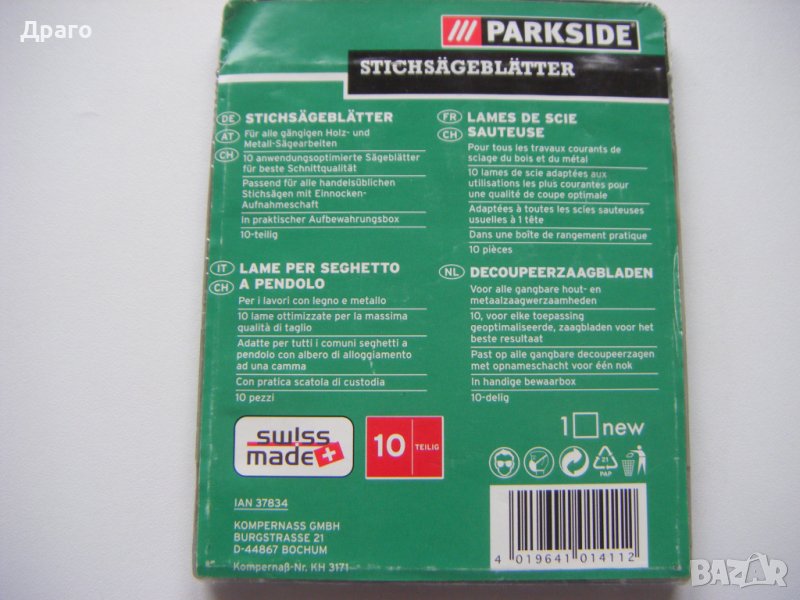 Драго
PARKSIDE®
STICHSÄGEBLÄTTER
DE STICHSÄGEBLÄTTER
AT Für alle gängigen Holz- und
Metall-Sägearbeiten
CH 10 anwendungsoptimierte Sägeblätter
für beste Schnittqualität
Passend für alle handelsüblichen
Stichsägen mit Einnocken-
Aufnahmeschaft
In praktischer Aufbewahrungsbox
10-teilig
FR LAMES DE SCIE
CH SAUTEUSE
Pour tous les travaux courants de
sciage du bois et du métal
10 lames de scie adaptées aux
utilisations les plus courantes pour
une qualité de coupe optimale
Adaptées à toutes les scies sauteuses
usuelles à 1 tête
Dans une boîte de rangement pratique
10 pièces
IT LAME PER SEGHETTO
CH A PENDOLO
Per i lavori con legno e metallo
10 lame ottimizzate per la massima
qualità di taglio
Adatte per tutti i comuni seghetti a
pendolo con albero di alloggiamento
ad una camma
Con pratica scatola di custodia
10 pezzi
NL DECOUPEERZAAGBLADEN
Voor alle gangbare hout- en
metaalzaagwerzaamheden
10, voor elke toepassing
geoptimaliseerde, zaagbladen voor het
beste resultaat
Past op alle gangbare decoupeerzagen
met opnameschacht voor één nok
In handige bewaarbox
10-delig
swiss
made
10 TEILIG
1 new
21
PAP
IAN 37834
KOMPERNASS GMBH
BURGSTRASSE 21
D-44867 BOCHUM
Kompernaß-Nr. KH 3171
4 019641 014112
BAZAR